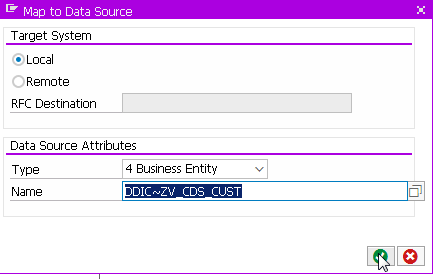 Map to Data Source
Target System
Local
Remote
RFC Destination
Data Source Attributes
Type 4 Business Entity
Name DDIC~ZV_CDS_CUST